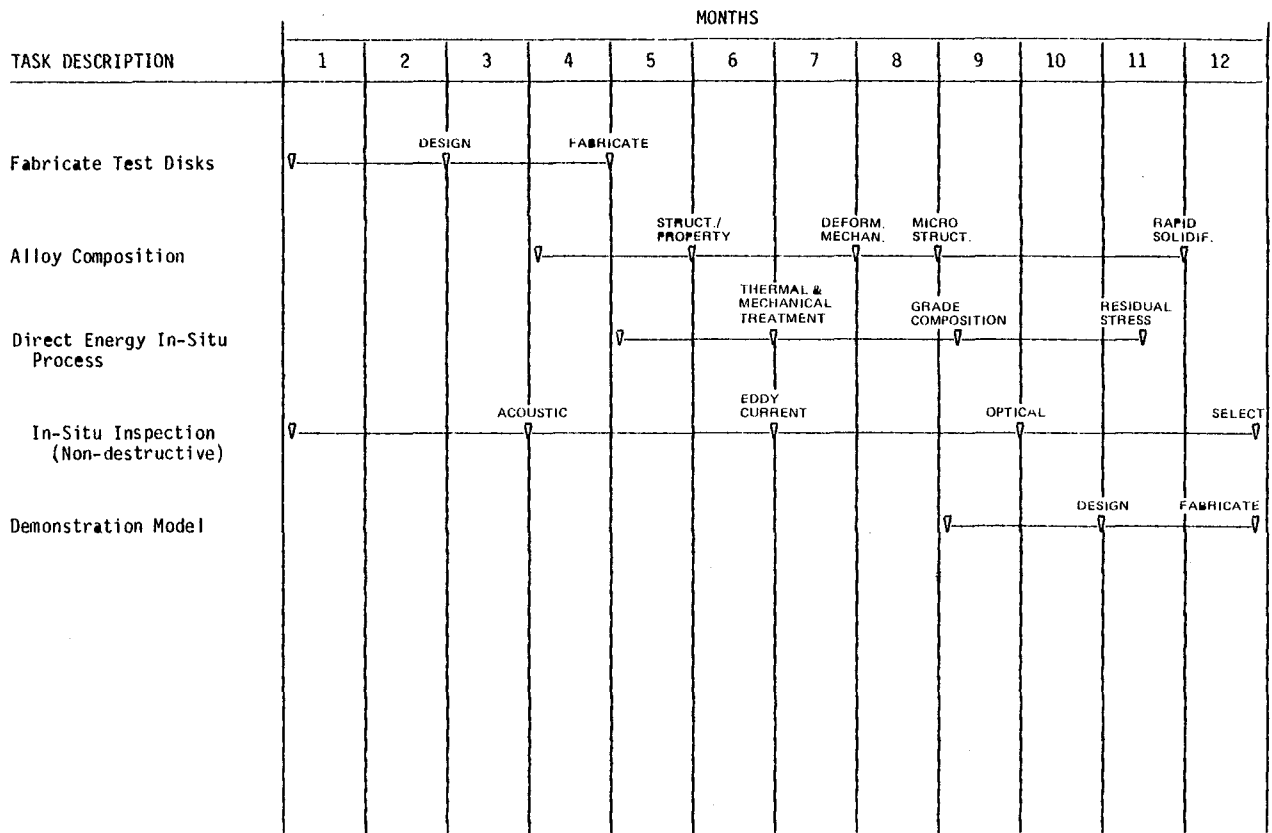 MONTHS
TASK DESCRIPTION 1 2 3 4 5 6 7 8 9 10 11 12
DESIGN FABRICATE
Fabricate Test Disks
STRUCT./ DEFORM. MICRO RAPID
PROPERTY MECHAN. STRUCT. SOLIDIF.
Alloy Composition
THERMAL &
MECHANICAL GRADE RESIDUAL
TREATMENT COMPOSITION STRESS
Direct Energy In-Situ
Process
EDDY
ACOUSTIC CURRENT OPTICAL SELECT
In-Situ Inspection
(Non-destructive)
DESIGN FABRICATE
Demonstration Model